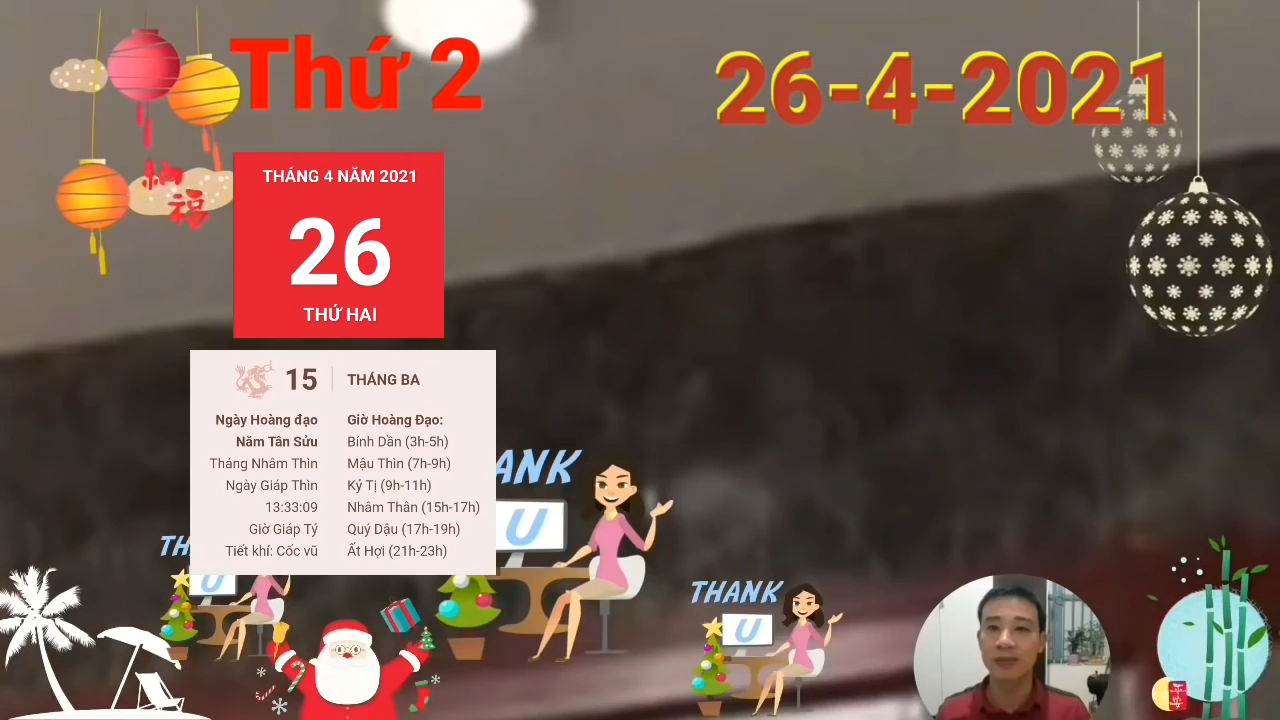 Thứ 2
26-4-2021
THÁNG 4 NĂM 2021
26
THỨ HAI
15
THÁNG BA
Ngày Hoàng đạo
Năm Tân Sửu
Tháng Nhâm Thìn
Ngày Giáp Thìn
13:33:09
Giờ Giáp Tý
Tiết khí: Cốc vũ
Giờ Hoàng Đạo:
Bính Dần (3h-5h)
Mậu Thìn (7h-9h)
Kỷ Tị (9h-11h)
Nhâm Thân (15h-17h)
Quý Dậu (17h-19h)
Ất Hợi (21h-23h)
ANK
U
TH
U
THANK
U
福